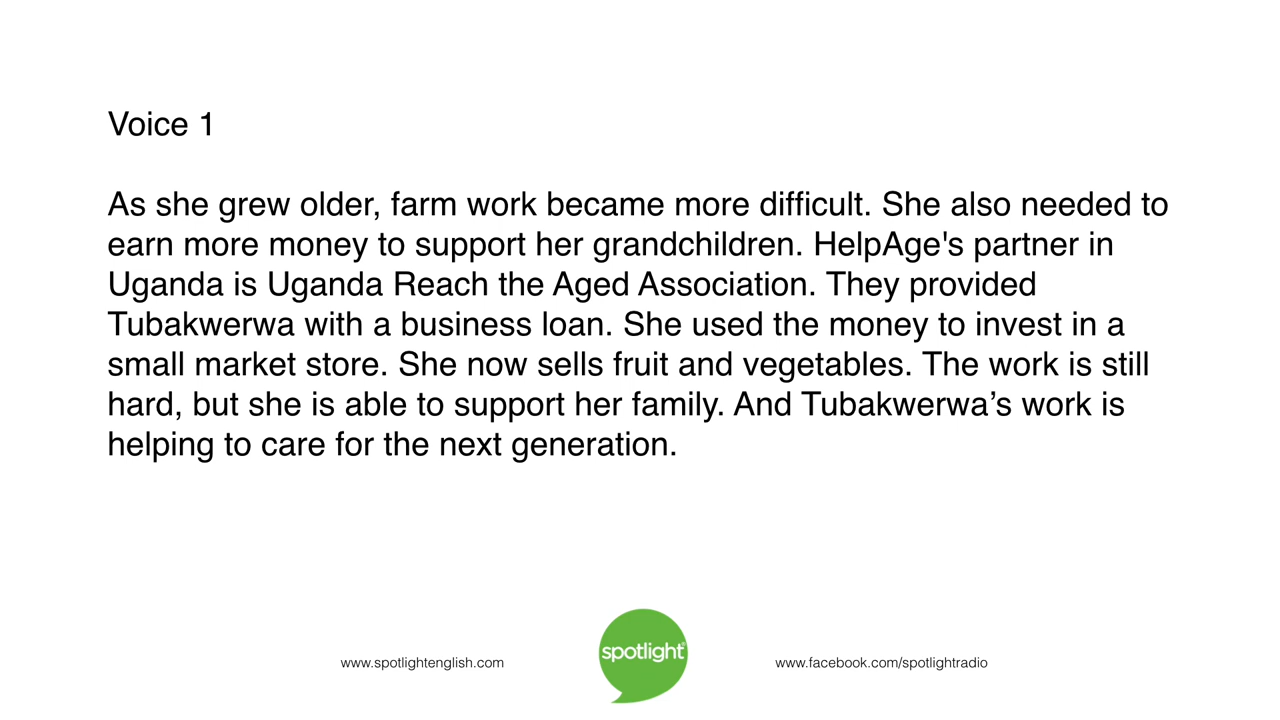 Voice 1
As she grew older, farm work became more difficult. She also needed to
earn more money to support her grandchildren. HelpAge's partner in
Uganda is Uganda Reach the Aged Association. They provided
Tubakwerwa with a business loan. She used the money to invest in a
small market store. She now sells fruit and vegetables. The work is still
hard, but she is able to support her family. And Tubakwerwa’s work is
helping to care for the next generation.
www.spotlightenglish.com
spotlight®
www.facebook.com/spotlightradio